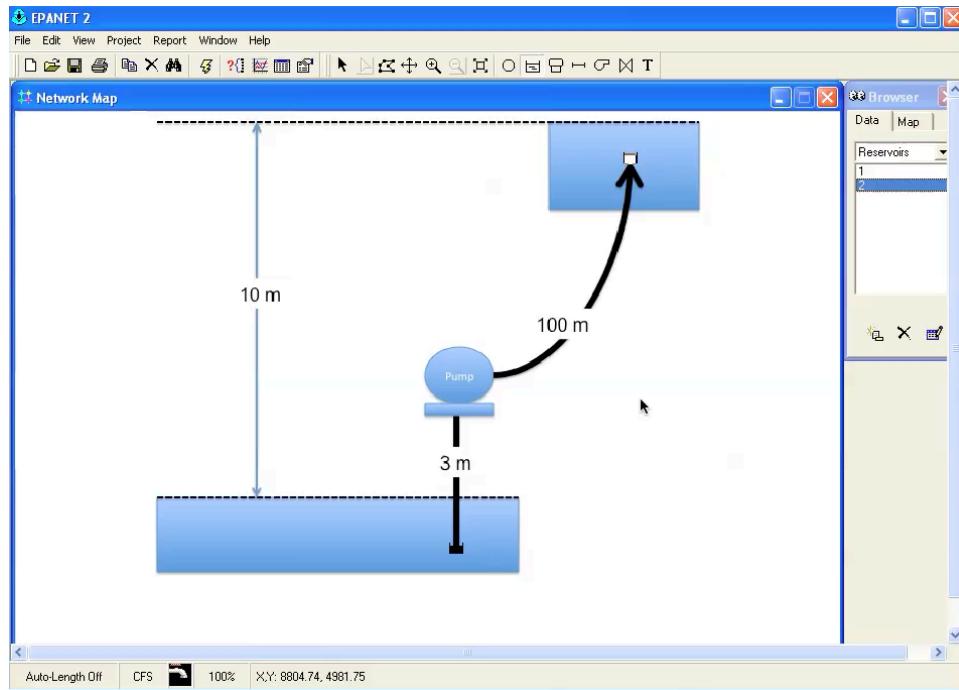 EPANET 2
File Edit View Project Report Window Help
T
Network Map
Browser
Data Map
Reservoirs
1
2
10 m
100 m
Pump
3 m
Auto-Length Off CFS 100% X,Y: 8804.74, 4981.75